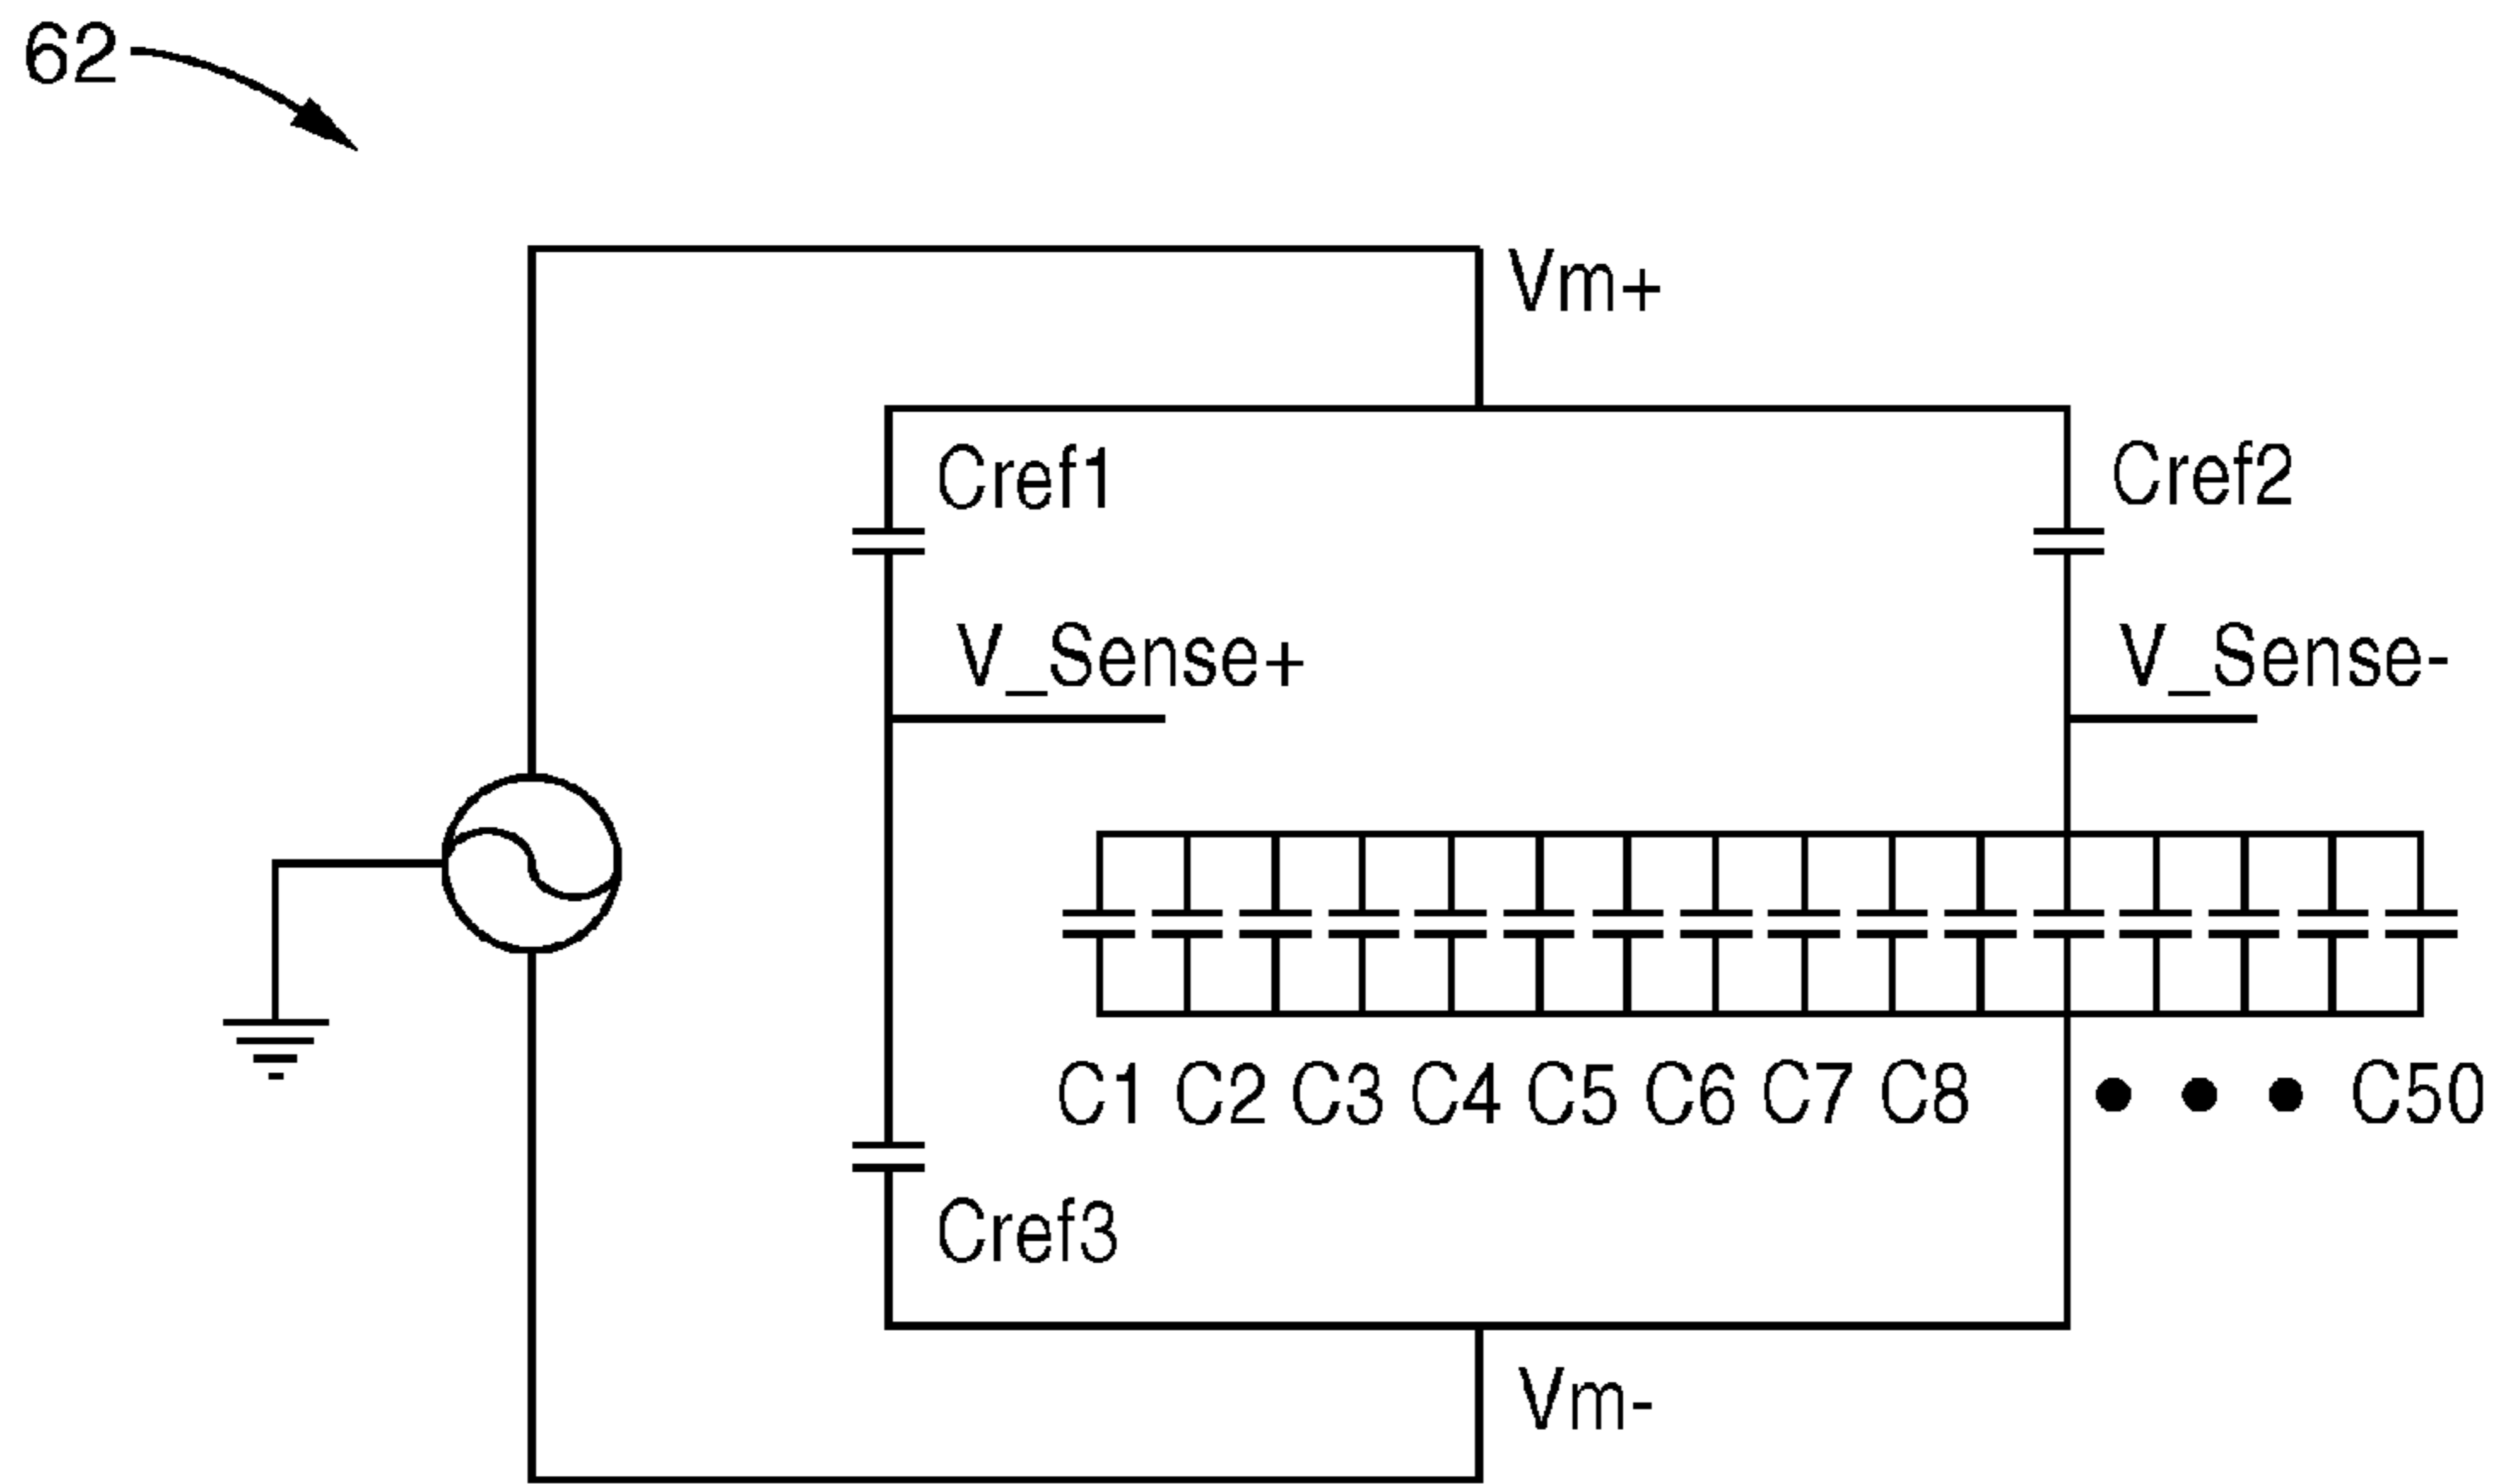 62
Vm+
Cref1
Cref2
V_Sense+
V_Sense-
C1 C2 C3 C4 C5 C6 C7 C8 ● ● ● C50
Cref3
Vm-